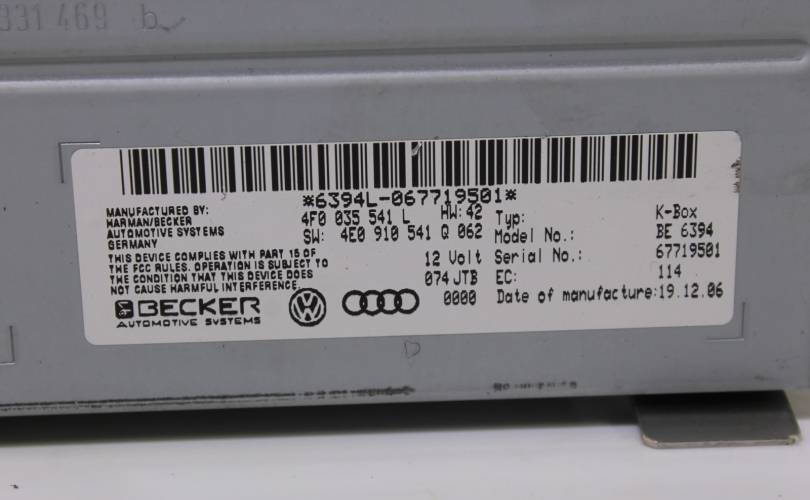 331 469 b
*6394L-067719501*
MANUFACTURED BY:
HARMAN/BECKER
AUTOMOTIVE SYSTEMS
GERMANY
THIS DEVICE COMPLIES WITH PART 15 OF
THE FCC RULES. OPERATION IS SUBJECT TO
THE CONDITION THAT THIS DEVICE DOES
NOT CAUSE HARMFUL INTERFERENCE.
BECKER
AUTOMOTIVE SYSTEMS
4F0 035 541 L HW: 42
SW: 4E0 910 541 Q 062
12 Volt
074 JTB
0000
Typ: K-Box
Model No.: BE 6394
Serial No.: 67719501
EC: 114
Date of manufacture: 19.12.06